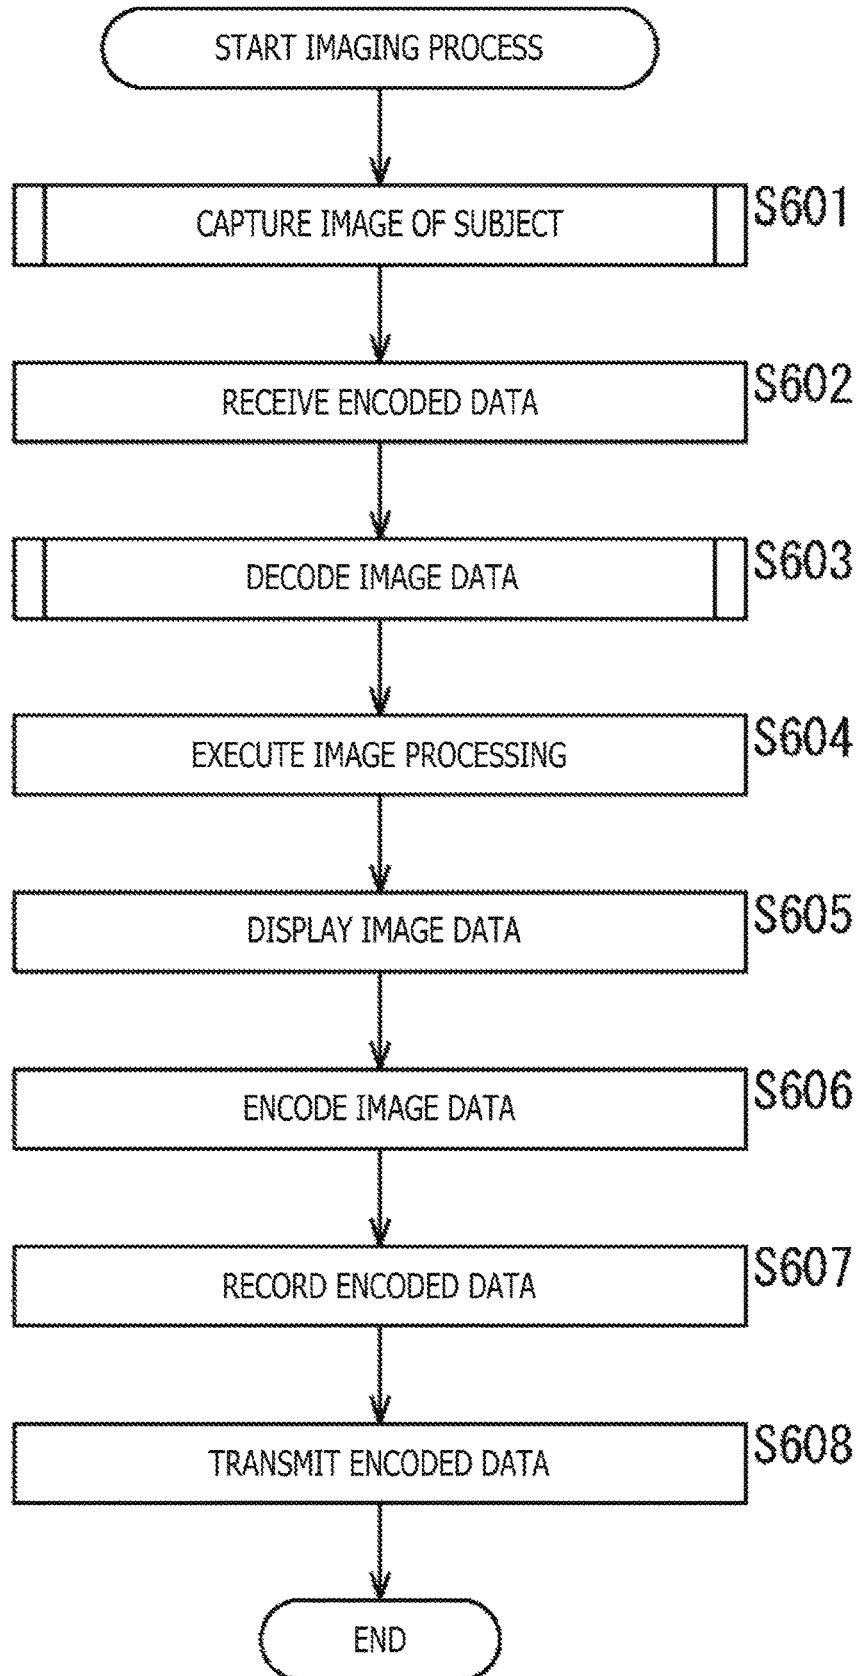 START IMAGING PROCESS
S601
CAPTURE IMAGE OF SUBJECT
S602
RECEIVE ENCODED DATA
S603
DECODE IMAGE DATA
S604
EXECUTE IMAGE PROCESSING
S605
DISPLAY IMAGE DATA
S606
ENCODE IMAGE DATA
S607
RECORD ENCODED DATA
S608
TRANSMIT ENCODED DATA
END